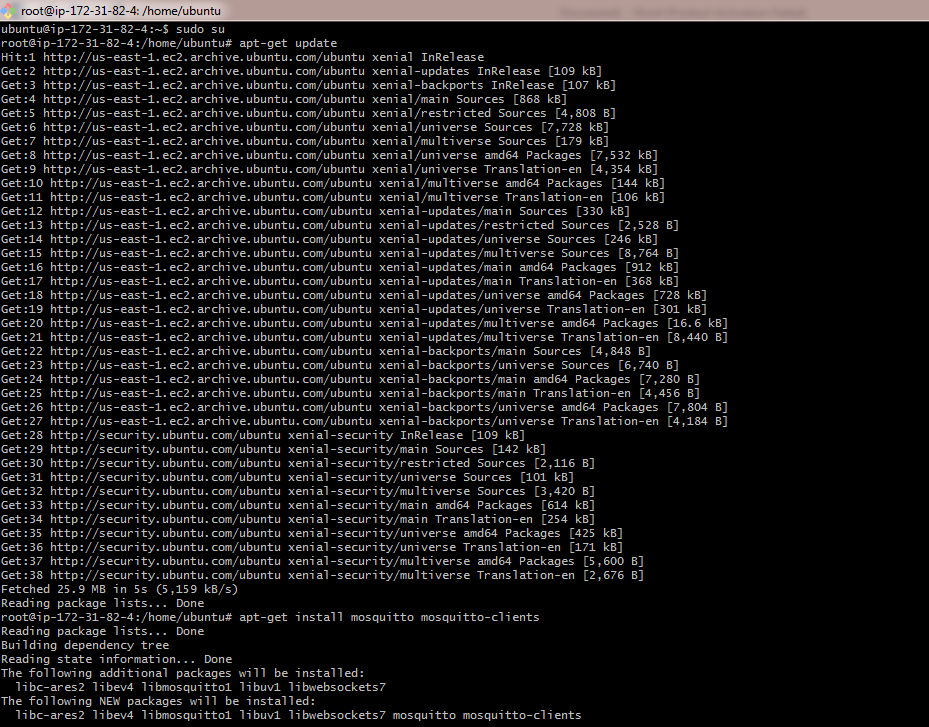 root@ip-172-31-82-4: /home/ubuntu
ubuntu@ip-172-31-82-4:~$ sudo su
root@ip-172-31-82-4:/home/ubuntu# apt-get update
Hit:1 http://us-east-1.ec2.archive.ubuntu.com/ubuntu xenial InRelease
Get:2 http://us-east-1.ec2.archive.ubuntu.com/ubuntu xenial-updates InRelease [109 kB]
Get:3 http://us-east-1.ec2.archive.ubuntu.com/ubuntu xenial-backports InRelease [107 kB]
Get:4 http://us-east-1.ec2.archive.ubuntu.com/ubuntu xenial/main Sources [868 kB]
Get:5 http://us-east-1.ec2.archive.ubuntu.com/ubuntu xenial/restricted Sources [4,808 B]
Get:6 http://us-east-1.ec2.archive.ubuntu.com/ubuntu xenial/universe Sources [7,728 kB]
Get:7 http://us-east-1.ec2.archive.ubuntu.com/ubuntu xenial/multiverse Sources [179 kB]
Get:8 http://us-east-1.ec2.archive.ubuntu.com/ubuntu xenial/universe amd64 Packages [7,532 kB]
Get:9 http://us-east-1.ec2.archive.ubuntu.com/ubuntu xenial/universe Translation-en [4,354 kB]
Get:10 http://us-east-1.ec2.archive.ubuntu.com/ubuntu xenial/multiverse amd64 Packages [144 kB]
Get:11 http://us-east-1.ec2.archive.ubuntu.com/ubuntu xenial/multiverse Translation-en [106 kB]
Get:12 http://us-east-1.ec2.archive.ubuntu.com/ubuntu xenial-updates/main Sources [330 kB]
Get:13 http://us-east-1.ec2.archive.ubuntu.com/ubuntu xenial-updates/restricted Sources [2,528 B]
Get:14 http://us-east-1.ec2.archive.ubuntu.com/ubuntu xenial-updates/universe Sources [246 kB]
Get:15 http://us-east-1.ec2.archive.ubuntu.com/ubuntu xenial-updates/multiverse Sources [8,764 B]
Get:16 http://us-east-1.ec2.archive.ubuntu.com/ubuntu xenial-updates/main amd64 Packages [912 kB]
Get:17 http://us-east-1.ec2.archive.ubuntu.com/ubuntu xenial-updates/main Translation-en [368 kB]
Get:18 http://us-east-1.ec2.archive.ubuntu.com/ubuntu xenial-updates/universe amd64 Packages [728 kB]
Get:19 http://us-east-1.ec2.archive.ubuntu.com/ubuntu xenial-updates/universe Translation-en [301 kB]
Get:20 http://us-east-1.ec2.archive.ubuntu.com/ubuntu xenial-updates/multiverse amd64 Packages [16.6 kB]
Get:21 http://us-east-1.ec2.archive.ubuntu.com/ubuntu xenial-updates/multiverse Translation-en [8,440 B]
Get:22 http://us-east-1.ec2.archive.ubuntu.com/ubuntu xenial-backports/main Sources [4,848 B]
Get:23 http://us-east-1.ec2.archive.ubuntu.com/ubuntu xenial-backports/universe Sources [6,740 B]
Get:24 http://us-east-1.ec2.archive.ubuntu.com/ubuntu xenial-backports/main amd64 Packages [7,280 B]
Get:25 http://us-east-1.ec2.archive.ubuntu.com/ubuntu xenial-backports/main Translation-en [4,456 B]
Get:26 http://us-east-1.ec2.archive.ubuntu.com/ubuntu xenial-backports/universe amd64 Packages [7,804 B]
Get:27 http://us-east-1.ec2.archive.ubuntu.com/ubuntu xenial-backports/universe Translation-en [4,184 B]
Get:28 http://security.ubuntu.com/ubuntu xenial-security InRelease [109 kB]
Get:29 http://security.ubuntu.com/ubuntu xenial-security/main Sources [142 kB]
Get:30 http://security.ubuntu.com/ubuntu xenial-security/restricted Sources [2,116 B]
Get:31 http://security.ubuntu.com/ubuntu xenial-security/universe Sources [101 kB]
Get:32 http://security.ubuntu.com/ubuntu xenial-security/multiverse Sources [3,420 B]
Get:33 http://security.ubuntu.com/ubuntu xenial-security/main amd64 Packages [614 kB]
Get:34 http://security.ubuntu.com/ubuntu xenial-security/main Translation-en [254 kB]
Get:35 http://security.ubuntu.com/ubuntu xenial-security/universe amd64 Packages [425 kB]
Get:36 http://security.ubuntu.com/ubuntu xenial-security/universe Translation-en [171 kB]
Get:37 http://security.ubuntu.com/ubuntu xenial-security/multiverse amd64 Packages [5,600 B]
Get:38 http://security.ubuntu.com/ubuntu xenial-security/multiverse Translation-en [2,676 B]
Fetched 25.9 MB in 5s (5,159 kB/s)
Reading package lists... Done
root@ip-172-31-82-4:/home/ubuntu# apt-get install mosquitto mosquitto-clients
Reading package lists... Done
Building dependency tree
Reading state information... Done
The following additional packages will be installed:
  libc-ares2 libev4 libmosquitto1 libuv1 libwebsockets7
The following NEW packages will be installed:
  libc-ares2 libev4 libmosquitto1 libuv1 libwebsockets7 mosquitto mosquitto-clients